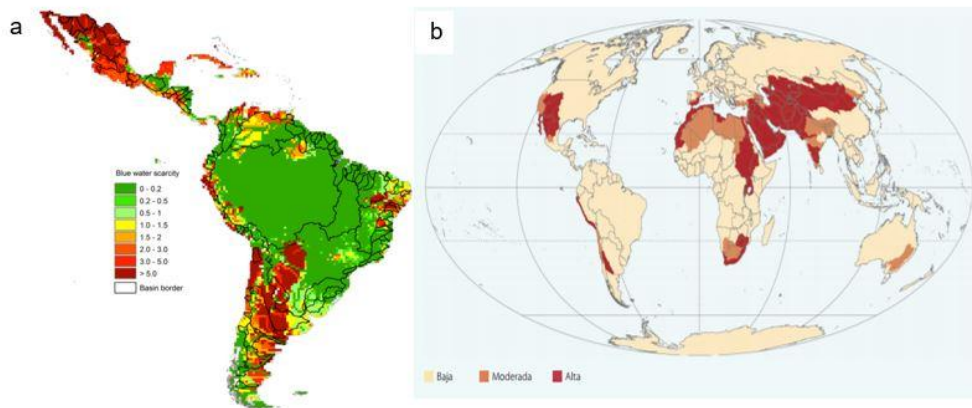 a
Blue water scarcity
0 - 0.2
0.2 - 0.5
0.5 - 1
1.0 - 1.5
1.5 - 2
2.0 - 3.0
3.0 - 5.0
> 5.0
Basin border
b
Baja Moderada Alta